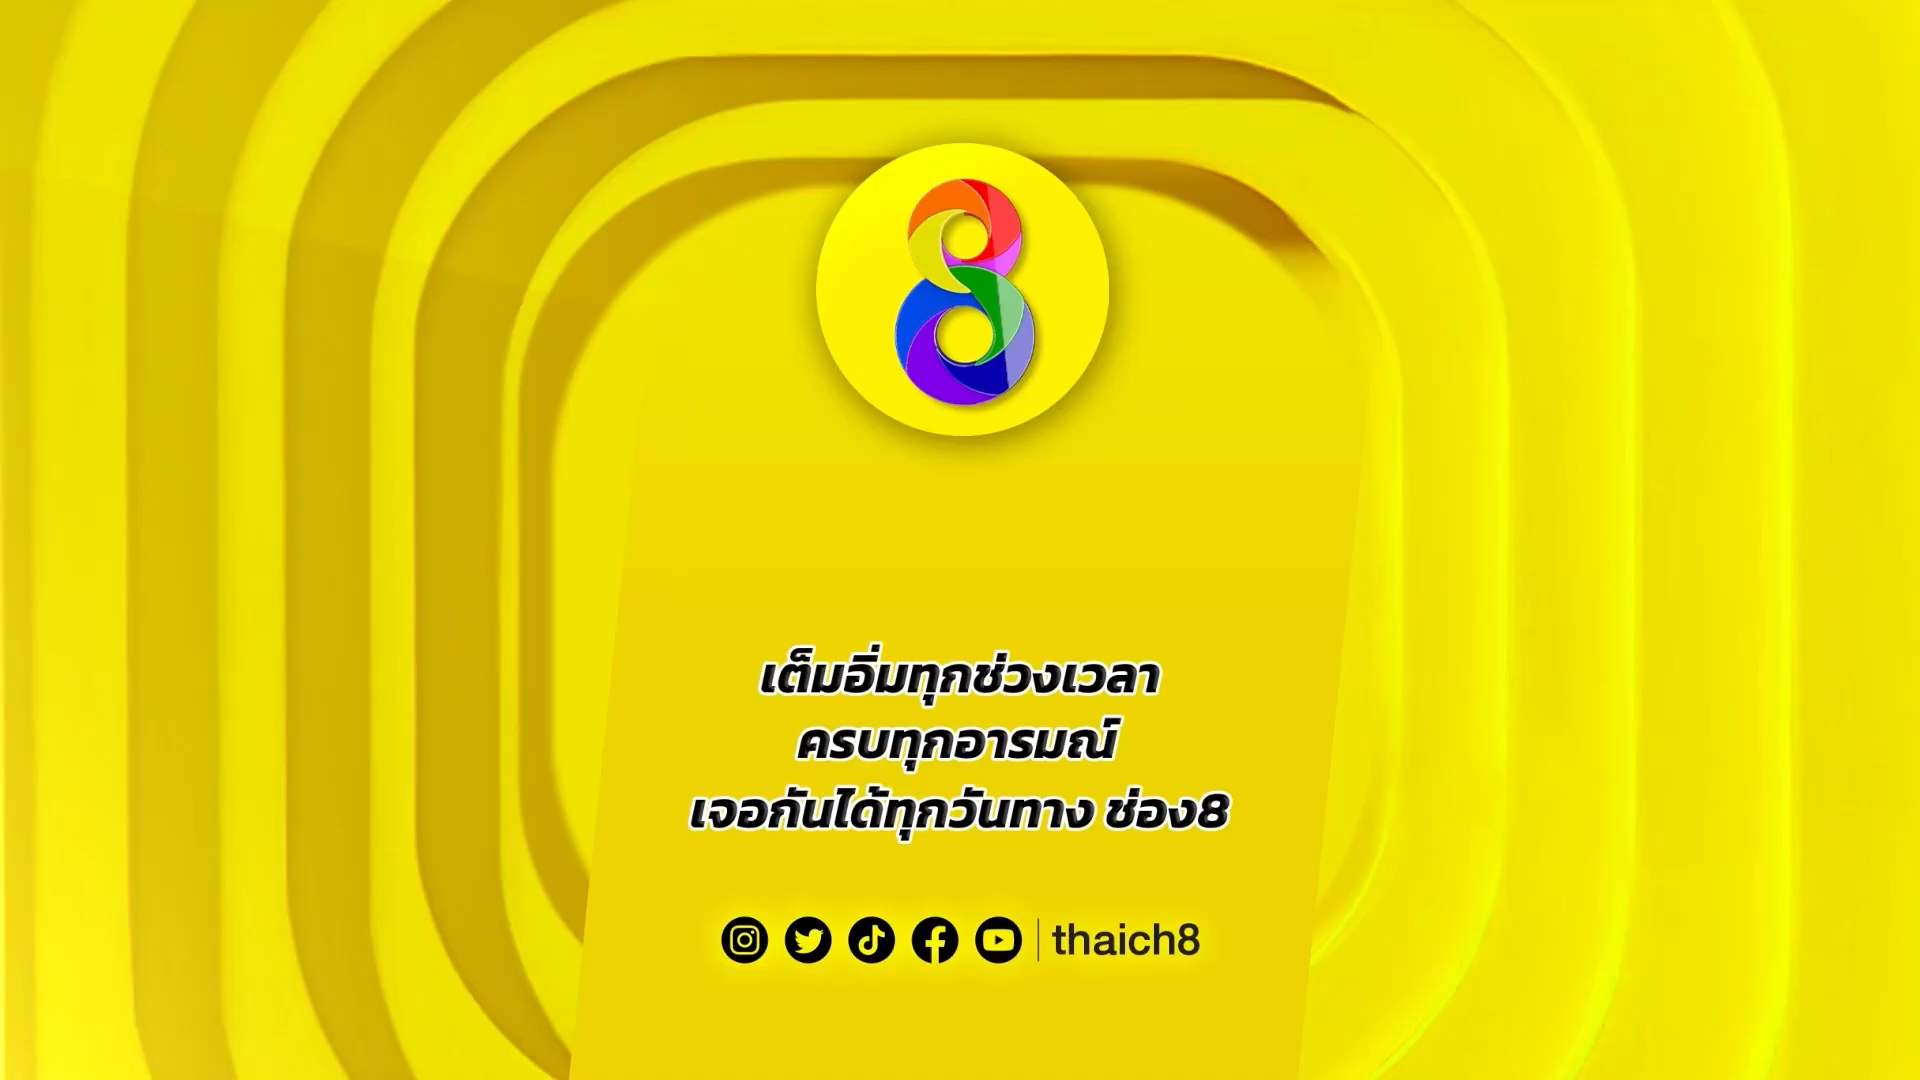 8
เต็มอิ่มทุกช่วงเวลา
ครบทุกอารมณ์
เจอกันได้ทุกวันทาง ช่อง8
thaich8